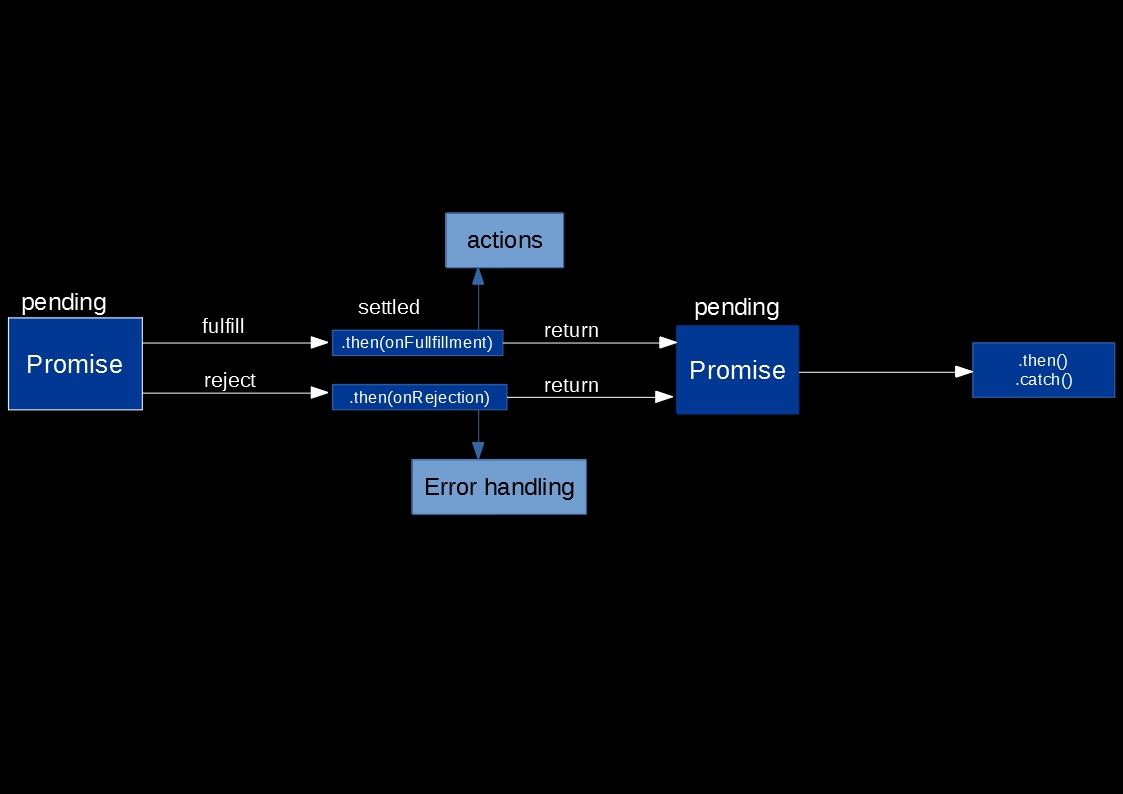 actions
pending
fulfill
settled
.then(onFullfillment)
return
pending
Promise
reject
.then(onRejection)
return
Promise
.then()
.catch()
Error handling